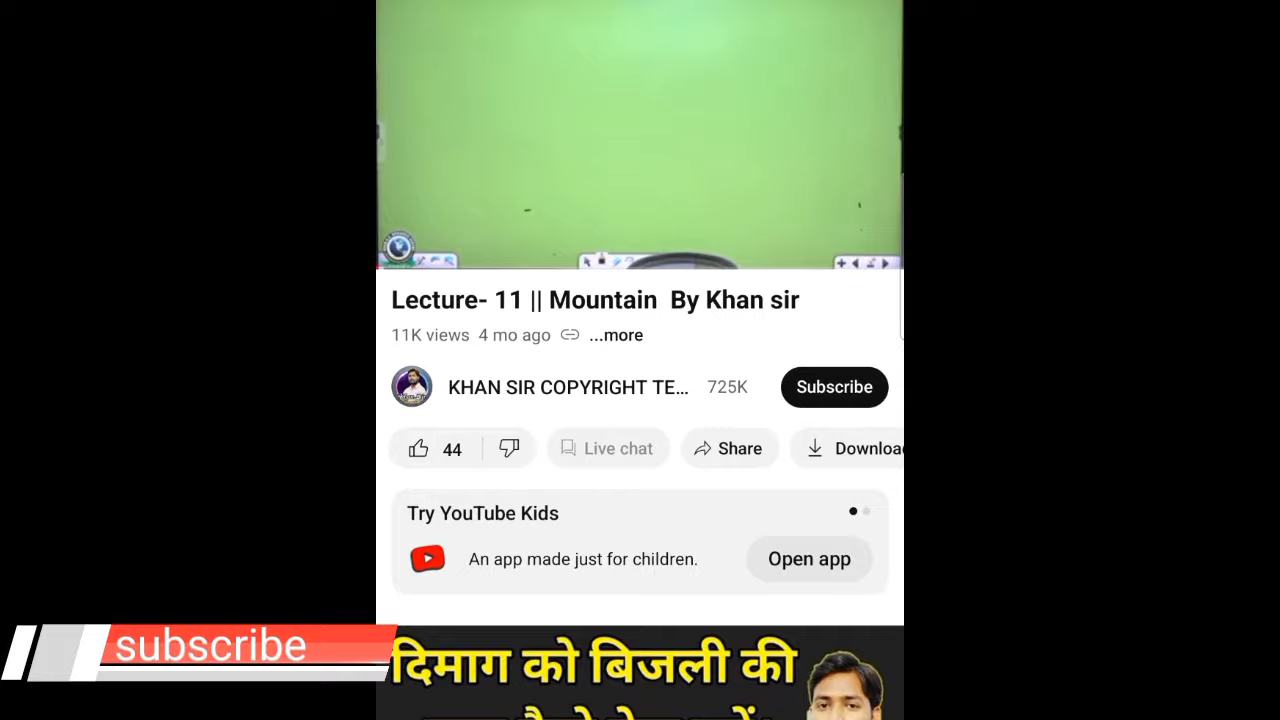 Lecture- 11 || Mountain By Khan sir
11K views 4 mo ago ...more
KHAN SIR COPYRIGHT TE... 725K Subscribe
44 Live chat Share Downloa
Try YouTube Kids
An app made just for children. Open app
subscribe
दिमाग को बिजली की